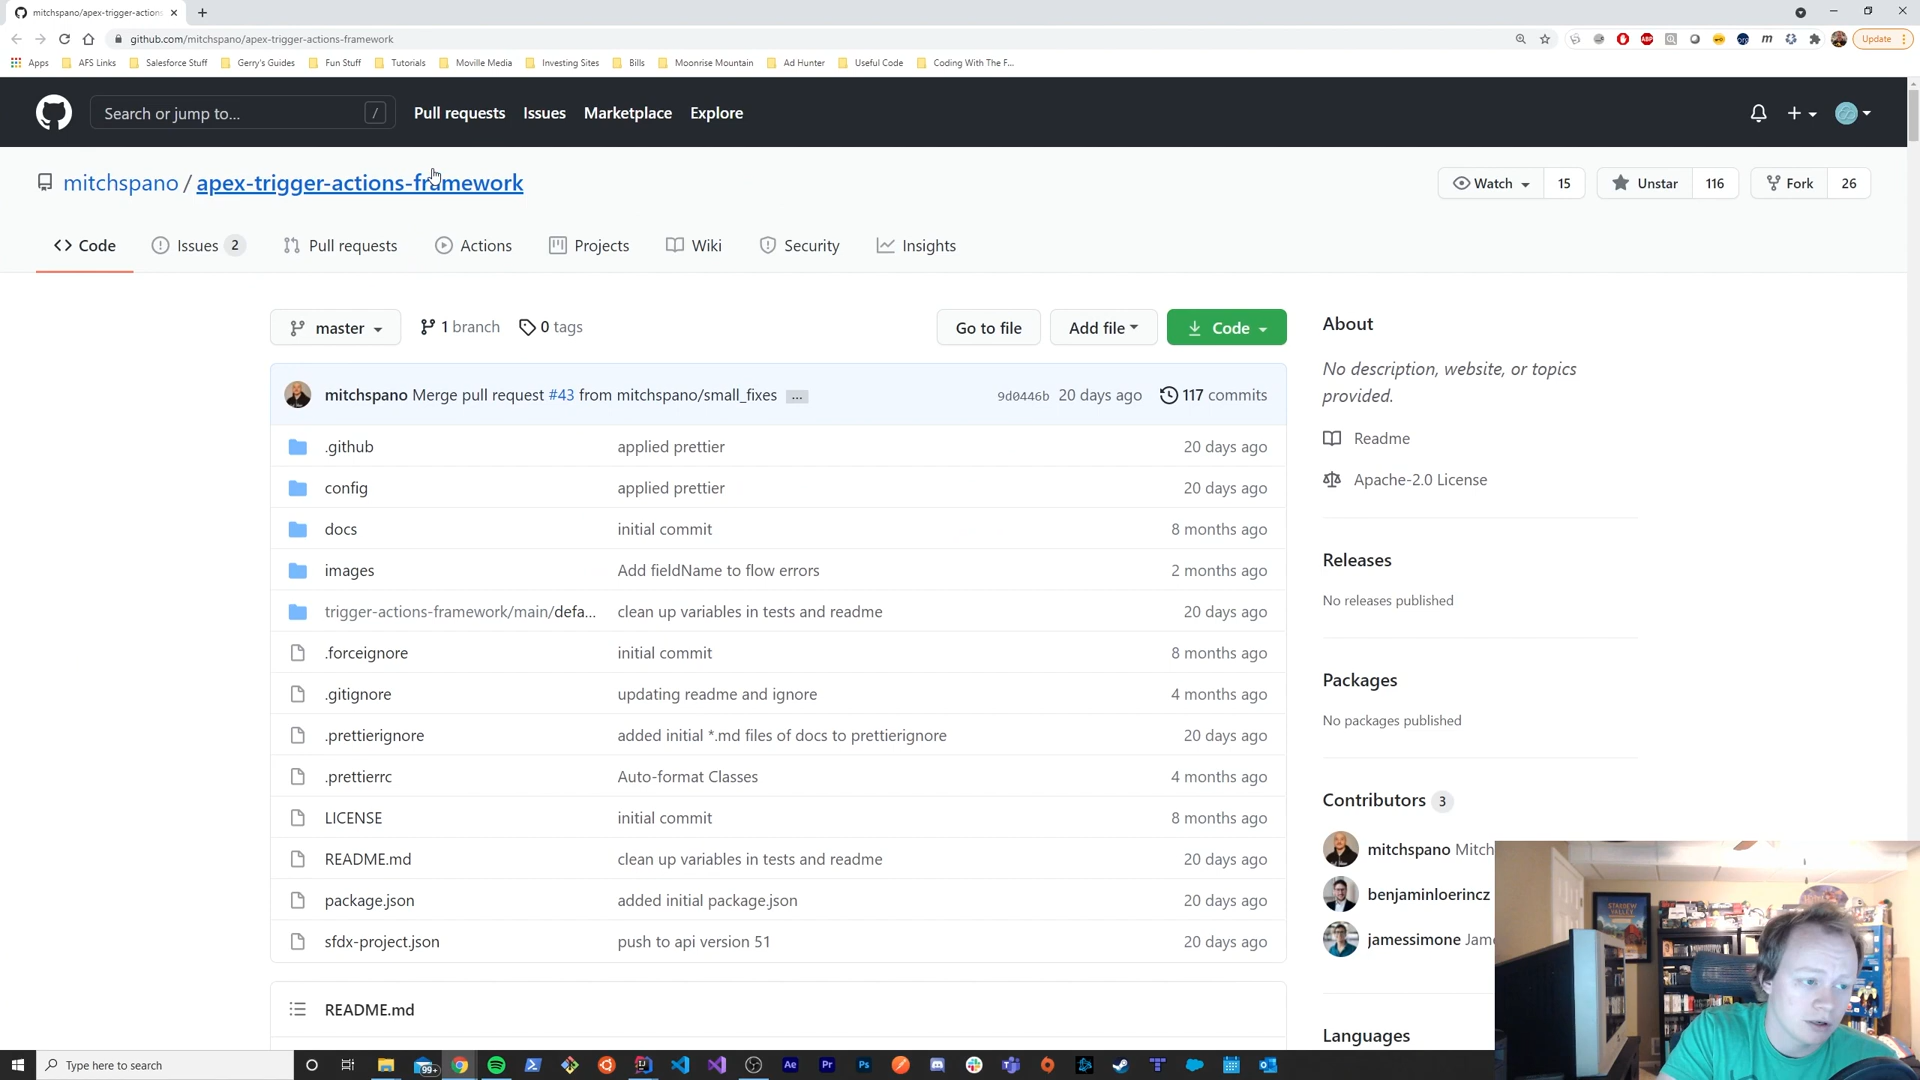 mitchspano/apex-trigger-actions
github.com/mitchspano/apex-trigger-actions-framework
Update
Apps AFS Links Salesforce Stuff Gerry's Guides Fun Stuff Tutorials Moville Media Investing Sites Bills Moonrise Mountain Ad Hunter Useful Code Coding With The F...
Search or jump to... / Pull requests Issues Marketplace Explore
mitchspano / apex-trigger-actions-framework
Watch 15 Unstar 116 Fork 26
Code Issues 2 Pull requests Actions Projects Wiki Security Insights
master 1 branch 0 tags Go to file Add file Code
mitchspano Merge pull request #43 from mitchspano/small_fixes ... 9d0446b 20 days ago 117 commits
.github applied prettier 20 days ago
config applied prettier 20 days ago
docs initial commit 8 months ago
images Add fieldName to flow errors 2 months ago
trigger-actions-framework/main/defa... clean up variables in tests and readme 20 days ago
.forceignore initial commit 8 months ago
.gitignore updating readme and ignore 4 months ago
.prettierignore added initial *.md files of docs to prettierignore 20 days ago
.prettierrc Auto-format Classes 4 months ago
LICENSE initial commit 8 months ago
README.md clean up variables in tests and readme 20 days ago
package.json added initial package.json 20 days ago
sfdx-project.json push to api version 51 20 days ago
README.md
About
No description, website, or topics
provided.
Readme
Apache-2.0 License
Releases
No releases published
Packages
No packages published
Contributors 3
mitchspano Mitch
benjaminloerincz
jamessimone Jame
Languages
STARDEW
VALLEY
Type here to search
99+
Ae
Pr
Ps